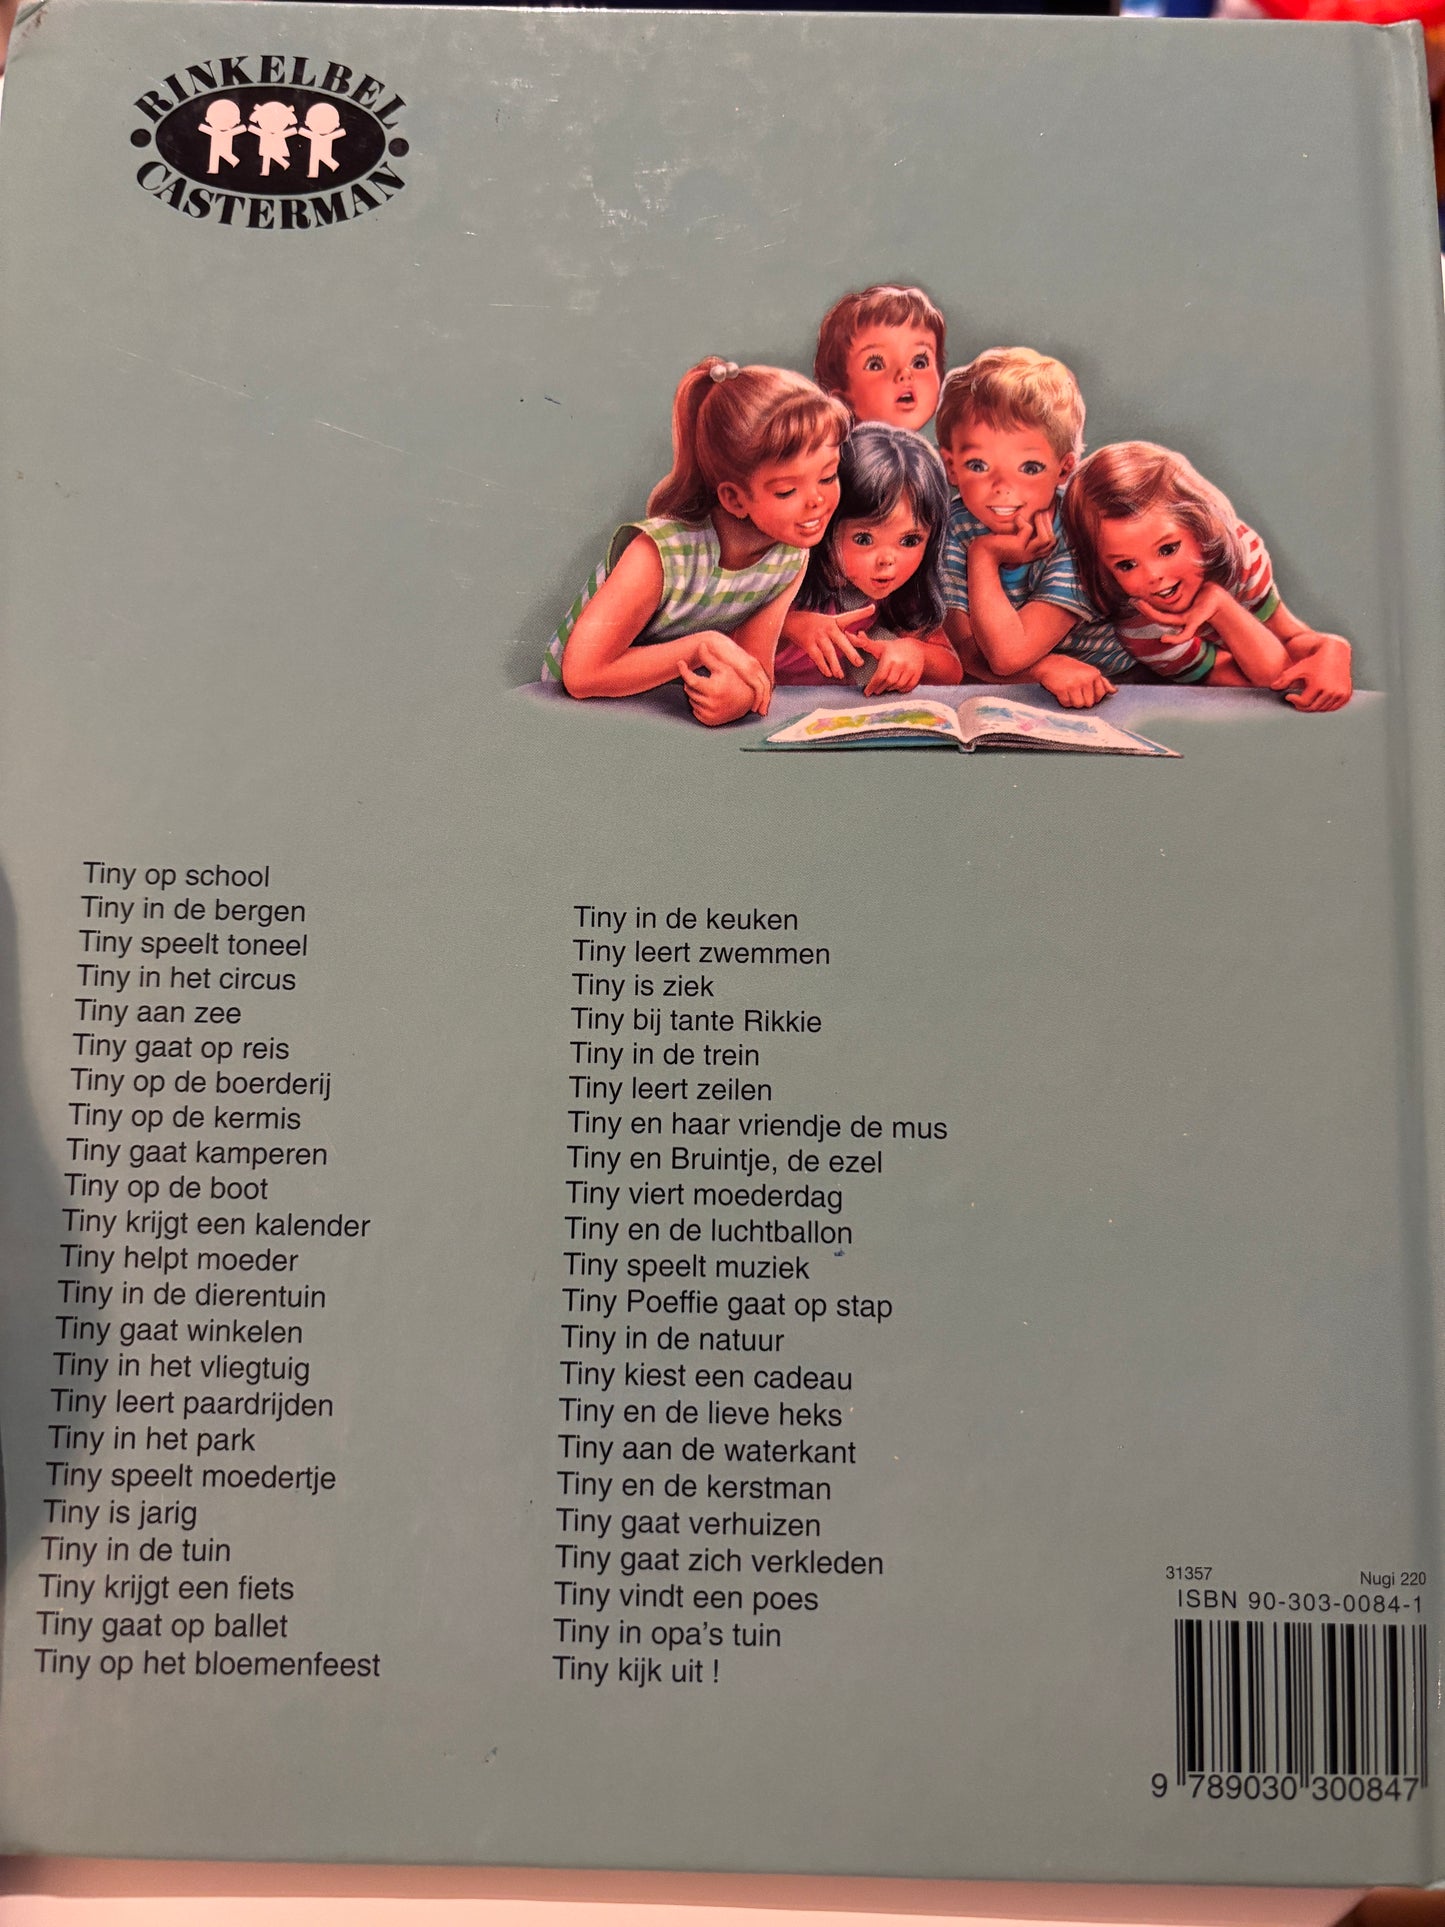 RINKELBEL
CASTERMAN
Tiny op school
Tiny in de bergen
Tiny speelt toneel
Tiny in het circus
Tiny aan zee
Tiny gaat op reis
Tiny op de boerderij
Tiny op de kermis
Tiny gaat kamperen
Tiny op de boot
Tiny krijgt een kalender
Tiny helpt moeder
Tiny in de dierentuin
Tiny gaat winkelen
Tiny in het vliegtuig
Tiny leert paardrijden
Tiny in het park
Tiny speelt moedertje
Tiny is jarig
Tiny in de tuin
Tiny krijgt een fiets
Tiny gaat op ballet
Tiny op het bloemenfeest
Tiny in de keuken
Tiny leert zwemmen
Tiny is ziek
Tiny bij tante Rikkie
Tiny in de trein
Tiny leert zeilen
Tiny en haar vriendje de mus
Tiny en Bruintje, de ezel
Tiny viert moederdag
Tiny en de luchtballon
Tiny speelt muziek
Tiny Poeffie gaat op stap
Tiny in de natuur
Tiny kiest een cadeau
Tiny en de lieve heks
Tiny aan de waterkant
Tiny en de kerstman
Tiny gaat verhuizen
Tiny gaat zich verkleden
Tiny vindt een poes
Tiny in opa's tuin
Tiny kijk uit !
31357 Nugi 220
ISBN 90-303-0084-1
9 789030 300847